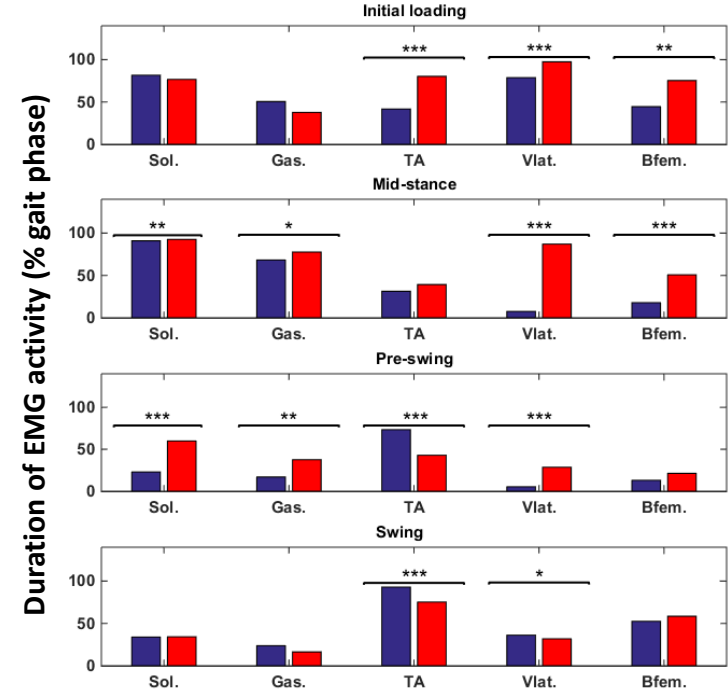 Duration of EMG activity (% gait phase)
Initial loading
*** *** **
100
50
0
Sol. Gas. TA Vlat. Bfem.
Mid-stance
** * *** ***
100
50
0
Sol. Gas. TA Vlat. Bfem.
Pre-swing
*** ** *** ***
100
50
0
Sol. Gas. TA Vlat. Bfem.
Swing
*** *
100
50
0
Sol. Gas. TA Vlat. Bfem.